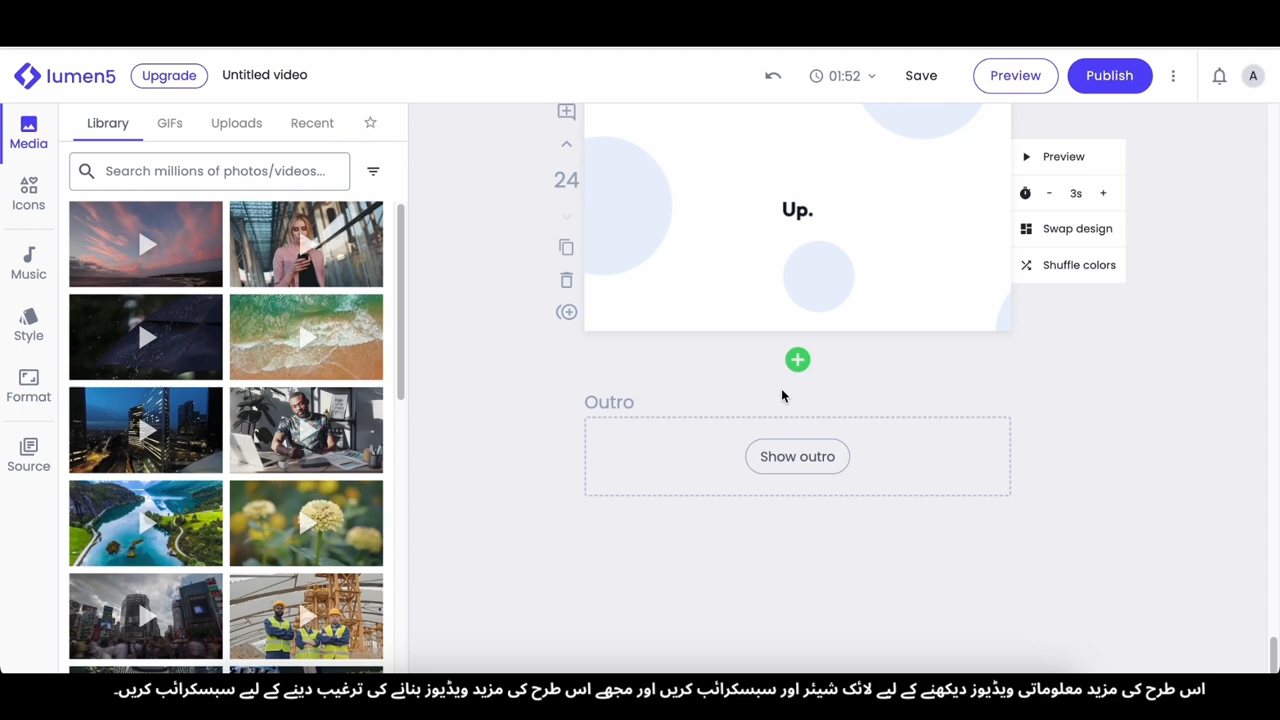 lumen5
Upgrade
Untitled video
01:52
Save
Preview
Publish
A
Media
Icons
Music
Style
Format
Source
Library
GIFs
Uploads
Recent
Search millions of photos/videos...
24
Up.
Preview
- 3s +
Swap design
Shuffle colors
Outro
Show outro
اس طرح کی مزید معلوماتی ویڈیوز دیکھنے کے لیے لائک شیئر اور سبسکرائب کریں اور مجھے اس طرح کی مزید ویڈیوز بنانے کی ترغیب دینے کے لیے سبسکرائب کریں۔